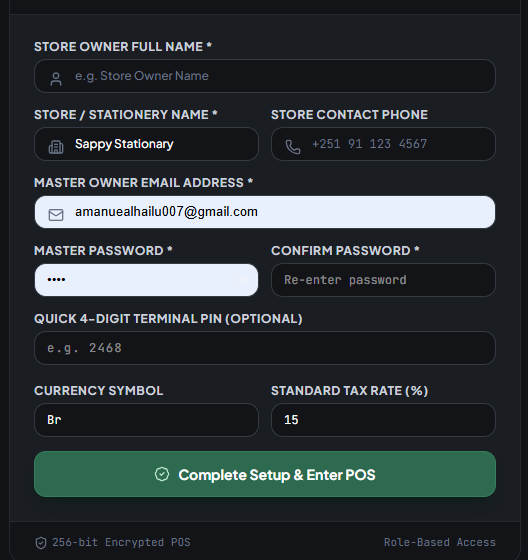 STORE OWNER FULL NAME *
e.g. Store Owner Name
STORE / STATIONERY NAME * STORE CONTACT PHONE
Sappy Stationary +251 91 123 4567
MASTER OWNER EMAIL ADDRESS *
amanuealhailu007@gmail.com
MASTER PASSWORD * CONFIRM PASSWORD *
•••• Re-enter password
QUICK 4-DIGIT TERMINAL PIN (OPTIONAL)
e.g. 2468
CURRENCY SYMBOL STANDARD TAX RATE (%)
Br 15
Complete Setup & Enter POS
256-bit Encrypted POS Role-Based Access